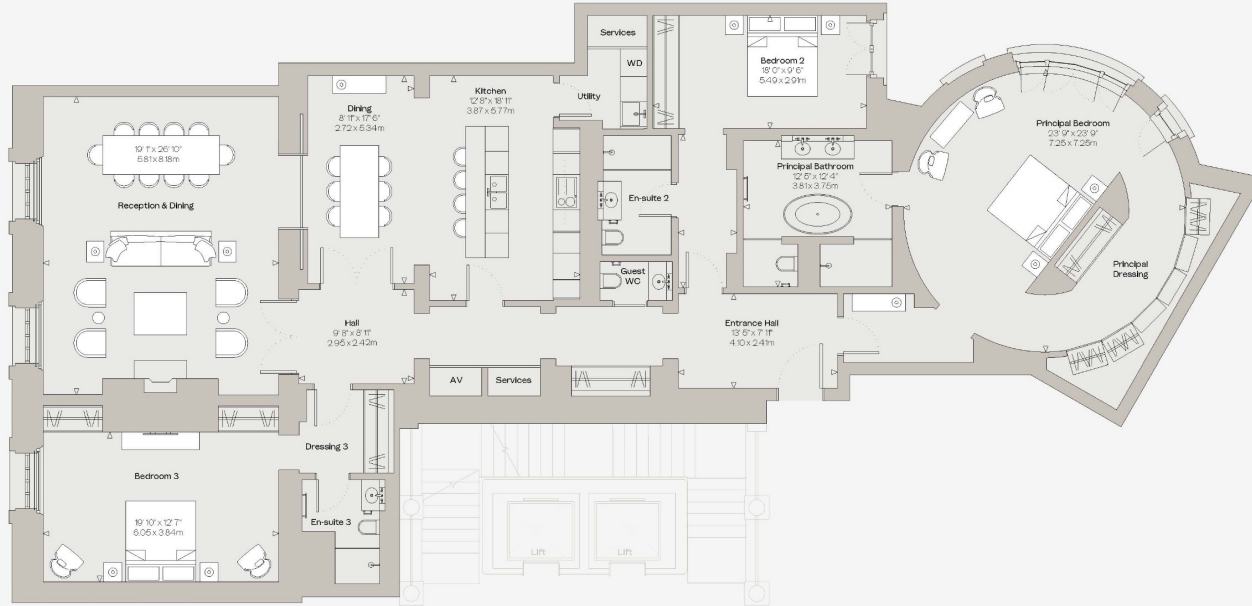 Services
WD
Utility
Bedroom 2
18'0" x 9'6"
5.49 x 2.91m
Kitchen
12'8" x 18'11"
3.87 x 5.77m
Dining
8'11" x 17'6"
2.72 x 5.34m
19'1" x 26'10"
5.81 x 8.18m
Reception & Dining
Principal Bedroom
23'9" x 23'9"
7.25 x 7.25m
Principal Bathroom
12'5" x 12'4"
3.81 x 3.75m
En-suite 2
Guest
WC
Principal
Dressing
Hall
9'8" x 8'11"
2.95 x 2.42m
Entrance Hall
13'5" x 7'11"
4.10 x 2.41m
AV
Services
Dressing 3
Bedroom 3
19'10" x 12'7"
6.05 x 3.84m
En-suite 3
Lift
Lift